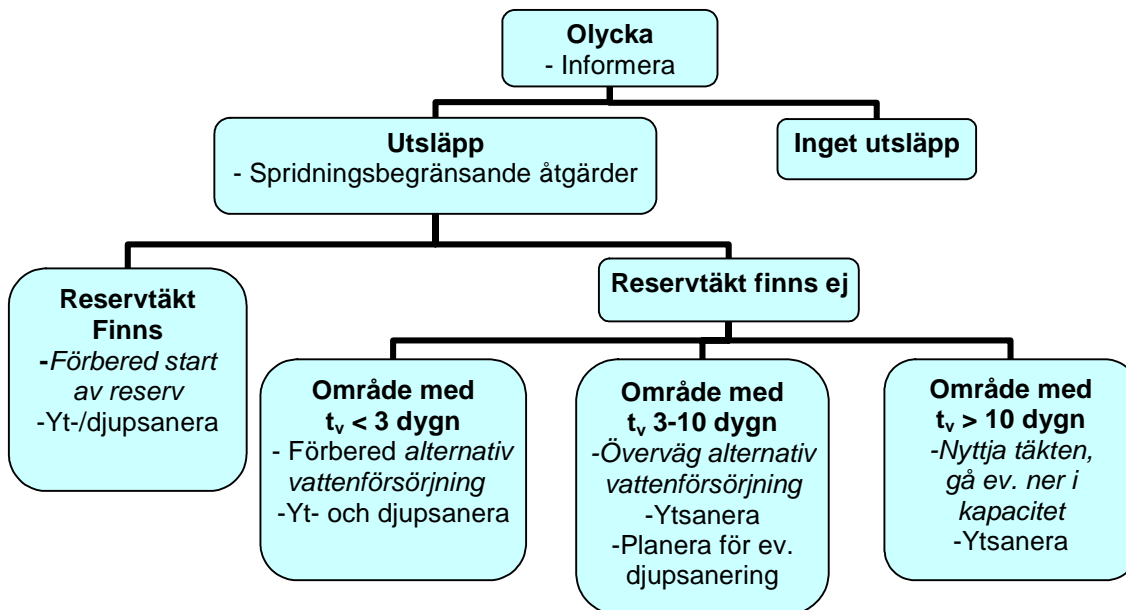 Olycka
- Informera
Utsläpp
- Spridningsbegränsande åtgärder
Inget utsläpp
Reservtäkt
Finns
-Förbered start
av reserv
-Yt-/djupsanera
Reservtäkt finns ej
Område med
tv < 3 dygn
- Förbered alternativ
vattenförsörjning
-Yt- och djupsanera
Område med
tv 3-10 dygn
-Överväg alternativ
vattenförsörjning
-Ytsanera
-Planera för ev.
djupsanering
Område med
tv > 10 dygn
-Nyttja täkten,
gå ev. ner i
kapacitet
-Ytsanera